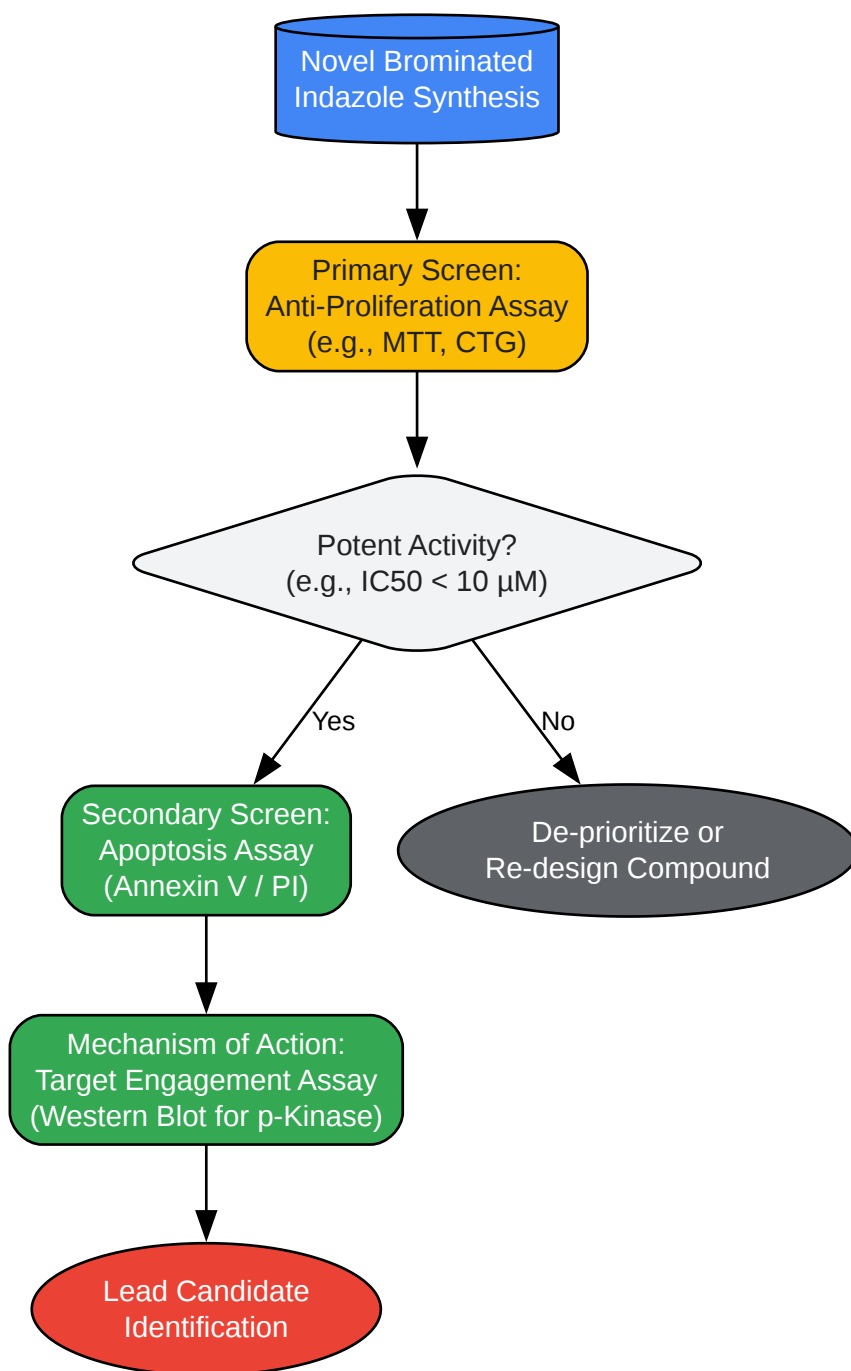 Novel Brominated
Indazole Synthesis
Primary Screen:
Anti-Proliferation Assay
(e.g., MTT, CTG)
Potent Activity?
(e.g., IC50 < 10 µM)
Yes
No
Secondary Screen:
Apoptosis Assay
(Annexin V / PI)
De-prioritize or
Re-design Compound
Mechanism of Action:
Target Engagement Assay
(Western Blot for p-Kinase)
Lead Candidate
Identification